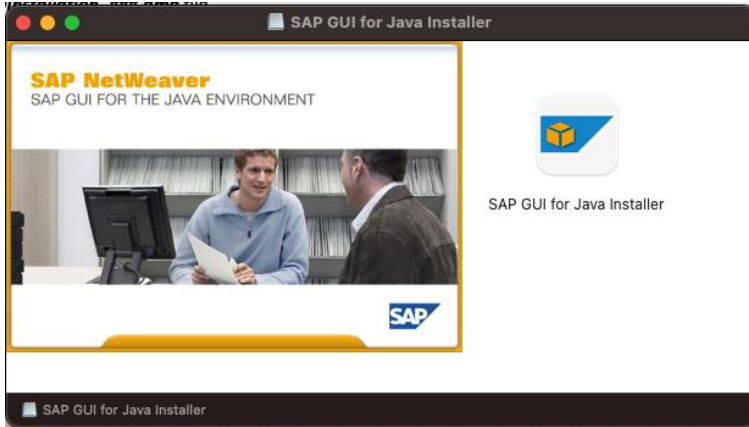 SAP GUI for Java Installer
SAP NetWeaver
SAP GUI FOR THE JAVA ENVIRONMENT
SAP GUI for Java Installer
SAP
SAP GUI for Java Installer